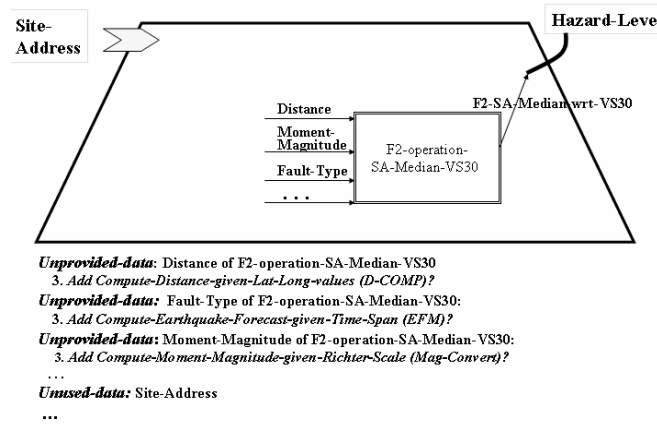 Site-
Address
Hazard-Leve
F2-SA-Median-wrt-VS30
Distance
Moment-
Magnitude
Fault-Type
. . .
F2-operation-
SA-Median-VS30
Unprovided-data: Distance of F2-operation-SA-Median-VS30
3. Add Compute-Distance-given-Lat-Long-values (D-COMP)?
Unprovided-data: Fault-Type of F2-operation-SA-Median-VS30:
3. Add Compute-Earthquake-Forecast-given-Time-Span (EFM)?
Unprovided-data: Moment-Magnitude of F2-operation-SA-Median-VS30:
3. Add Compute-Moment-Magnitude-given-Richter-Scale (Mag-Convert)?
...
Unused-data: Site-Address
...